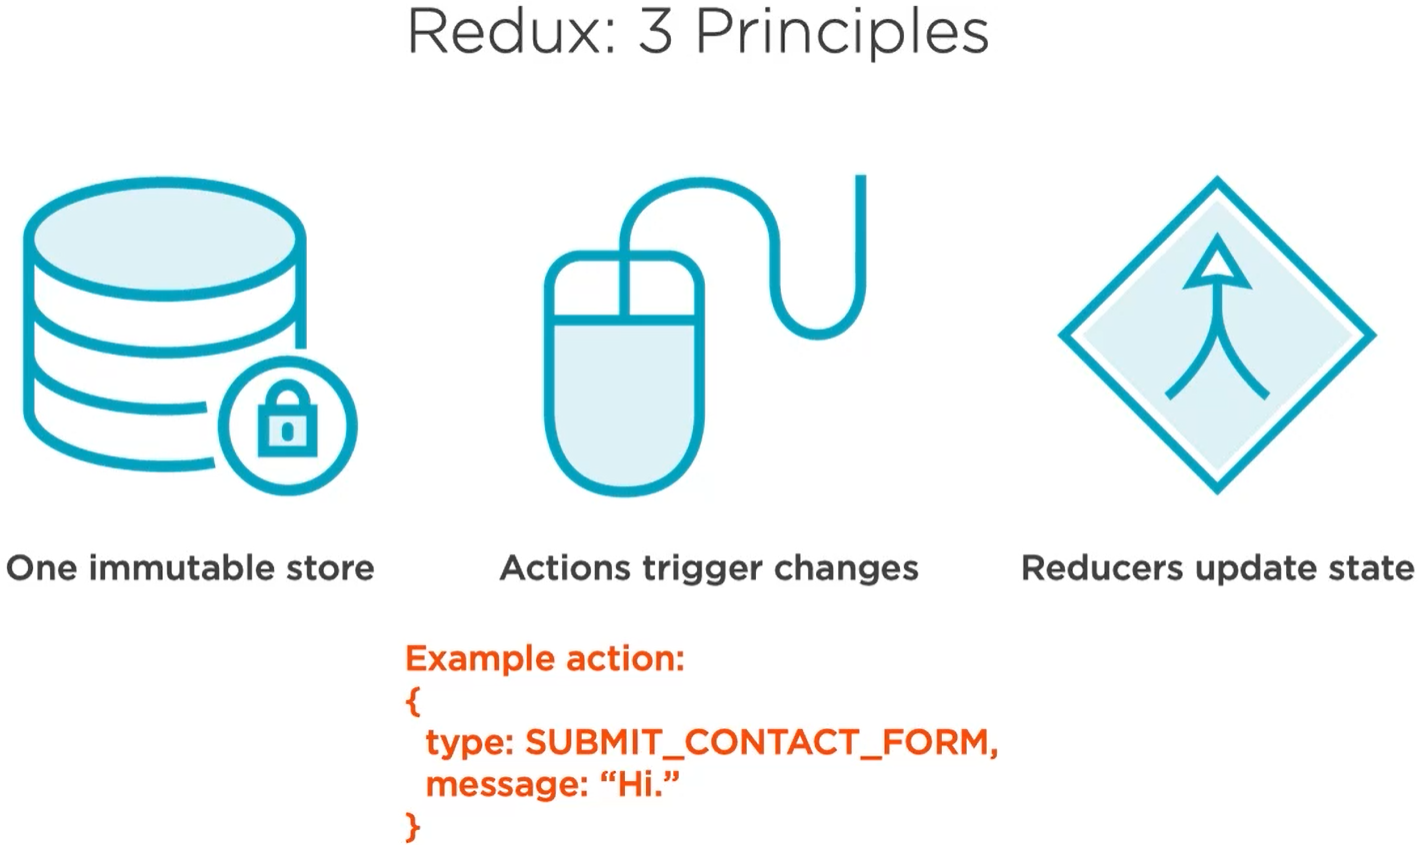 Redux: 3 Principles
One immutable store
Actions trigger changes
Reducers update state
Example action:
{
type: SUBMIT_CONTACT_FORM,
message: “Hi.”
}